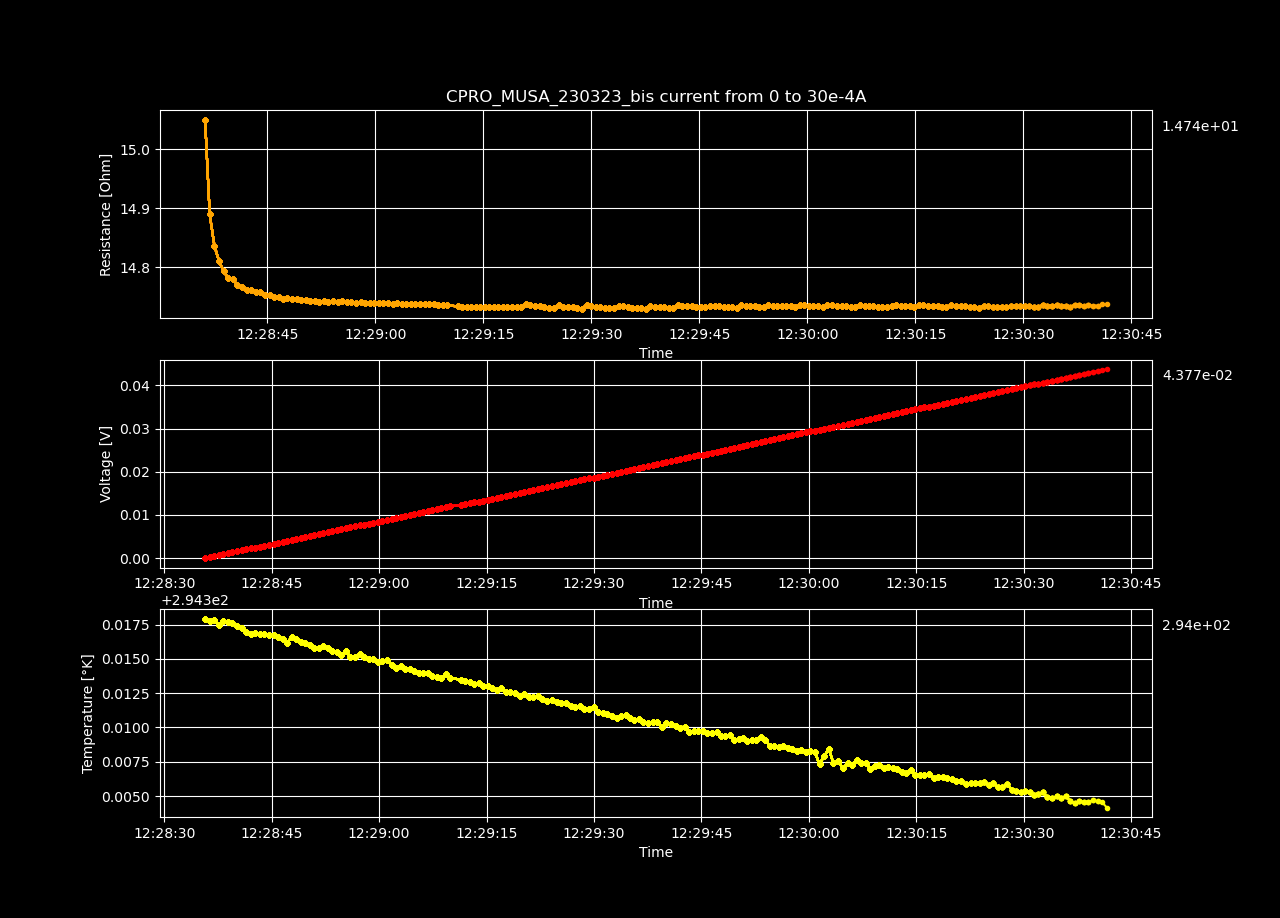 CPRO_MUSA_230323_bis current from 0 to 30e-4A
1.474e+01
15.0
14.9
14.8
Resistance [Ohm]
12:28:45 12:29:00 12:29:15 12:29:30 12:29:45 12:30:00 12:30:15 12:30:30 12:30:45
Time
4.377e-02
0.04
0.03
0.02
0.01
0.00
Voltage [V]
12:28:30 12:28:45 12:29:00 12:29:15 12:29:30 12:29:45 12:30:00 12:30:15 12:30:30 12:30:45
Time
+2.943e2
2.94e+02
0.0175
0.0150
0.0125
0.0100
0.0075
0.0050
Temperature [°K]
12:28:30 12:28:45 12:29:00 12:29:15 12:29:30 12:29:45 12:30:00 12:30:15 12:30:30 12:30:45
Time